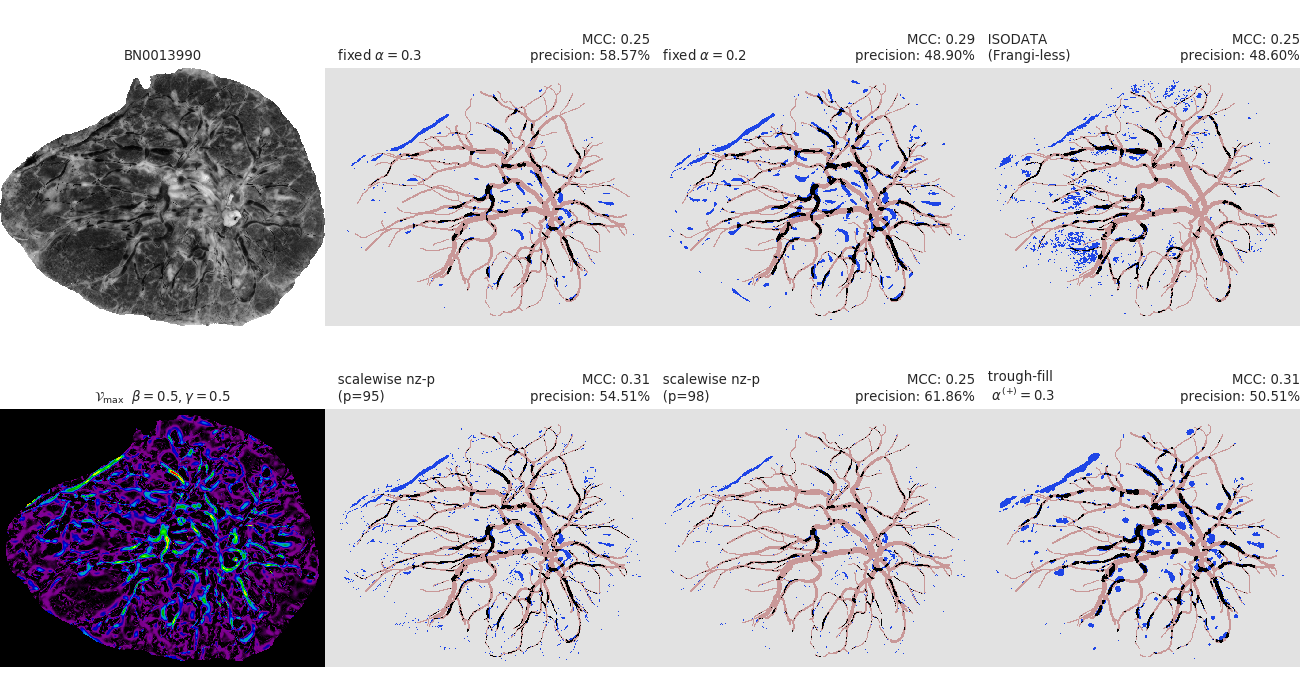 BN0013990
fixed α = 0.3
MCC: 0.25
precision: 58.57%
fixed α = 0.2
MCC: 0.29
precision: 48.90%
ISODATA
(Frangi-less)
MCC: 0.25
precision: 48.60%
𝒱max β = 0.5, γ = 0.5
scalewise nz-p
(p=95)
MCC: 0.31
precision: 54.51%
scalewise nz-p
(p=98)
MCC: 0.25
precision: 61.86%
trough-fill
α(+) = 0.3
MCC: 0.31
precision: 50.51%